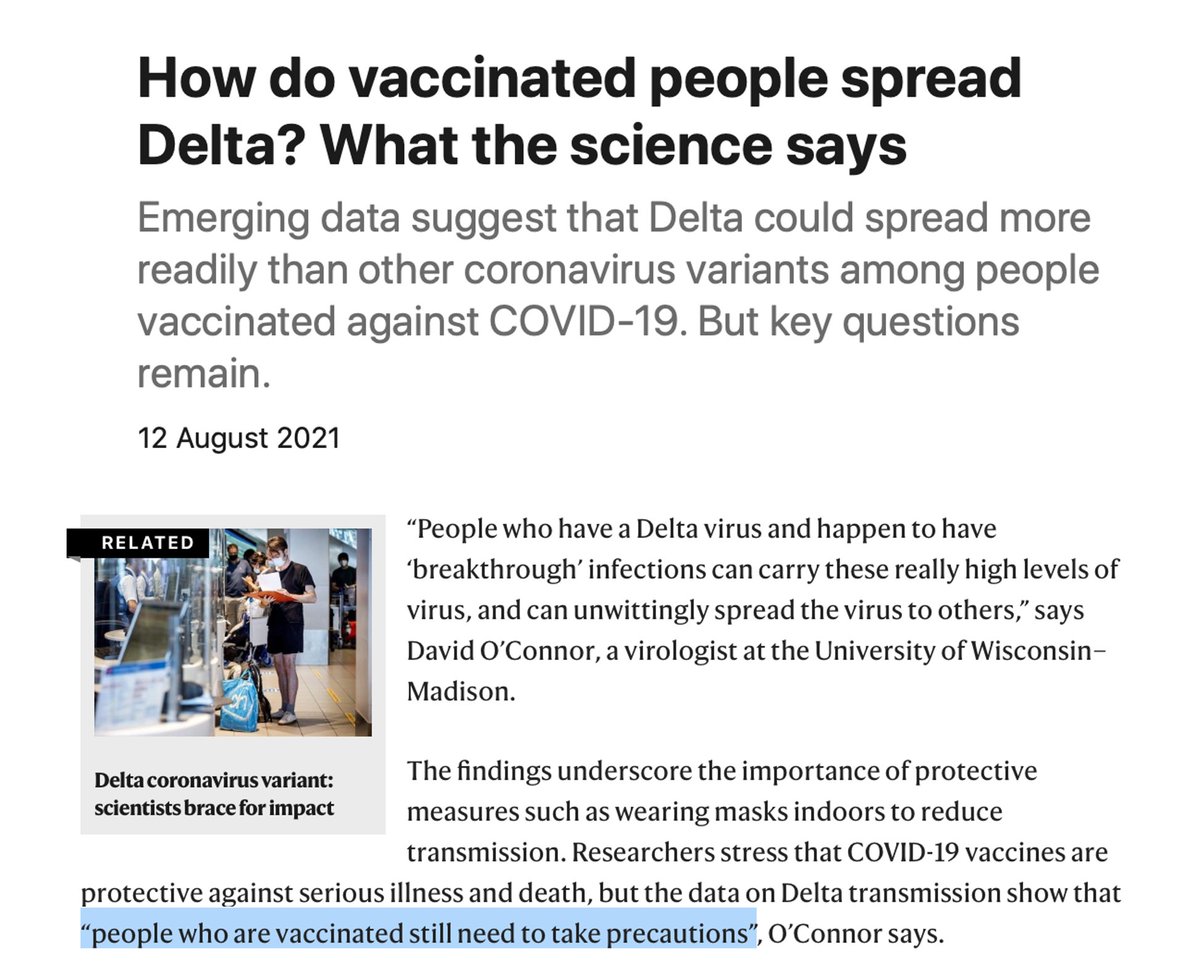 How do vaccinated people spread
Delta? What the science says
Emerging data suggest that Delta could spread more
readily than other coronavirus variants among people
vaccinated against COVID-19. But key questions
remain.
12 August 2021
RELATED
Delta coronavirus variant:
scientists brace for impact
“People who have a Delta virus and happen to have
‘breakthrough’ infections can carry these really high levels of
virus, and can unwittingly spread the virus to others,” says
David O’Connor, a virologist at the University of Wisconsin–
Madison.
The findings underscore the importance of protective
measures such as wearing masks indoors to reduce
transmission. Researchers stress that COVID-19 vaccines are
protective against serious illness and death, but the data on Delta transmission show that
“people who are vaccinated still need to take precautions”, O’Connor says.